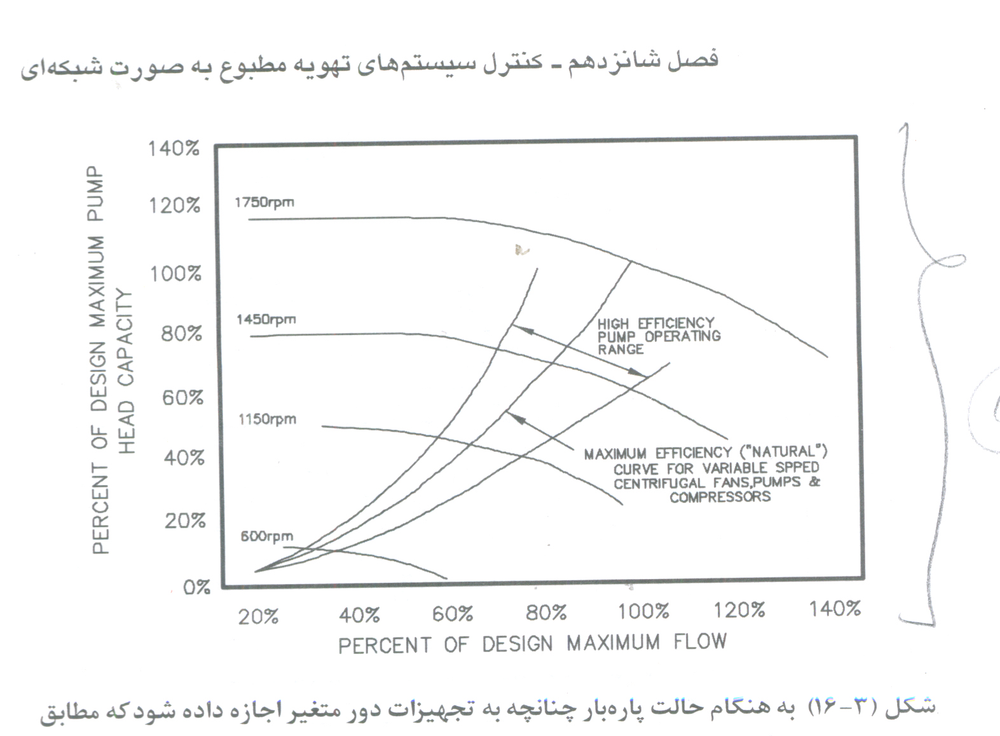 فصل شانزدهم ـ کنترل سیستم‌های تهویه مطبوع به صورت شبکه‌ای
PERCENT OF DESIGN MAXIMUM PUMP
HEAD CAPACITY
140%
120%
100%
80%
60%
40%
20%
0%
1750rpm
1450rpm
1150rpm
600rpm
HIGH EFFICIENCY
PUMP OPERATING
RANGE
MAXIMUM EFFICIENCY ("NATURAL")
CURVE FOR VARIABLE SPPED
CENTRIFUGAL FANS,PUMPS &
COMPRESSORS
20% 40% 60% 80% 100% 120% 140%
PERCENT OF DESIGN MAXIMUM FLOW
شکل (۳-۱۶) به هنگام حالت پاره‌بار چنانچه به تجهیزات دور متغیر اجازه داده شود که مطابق